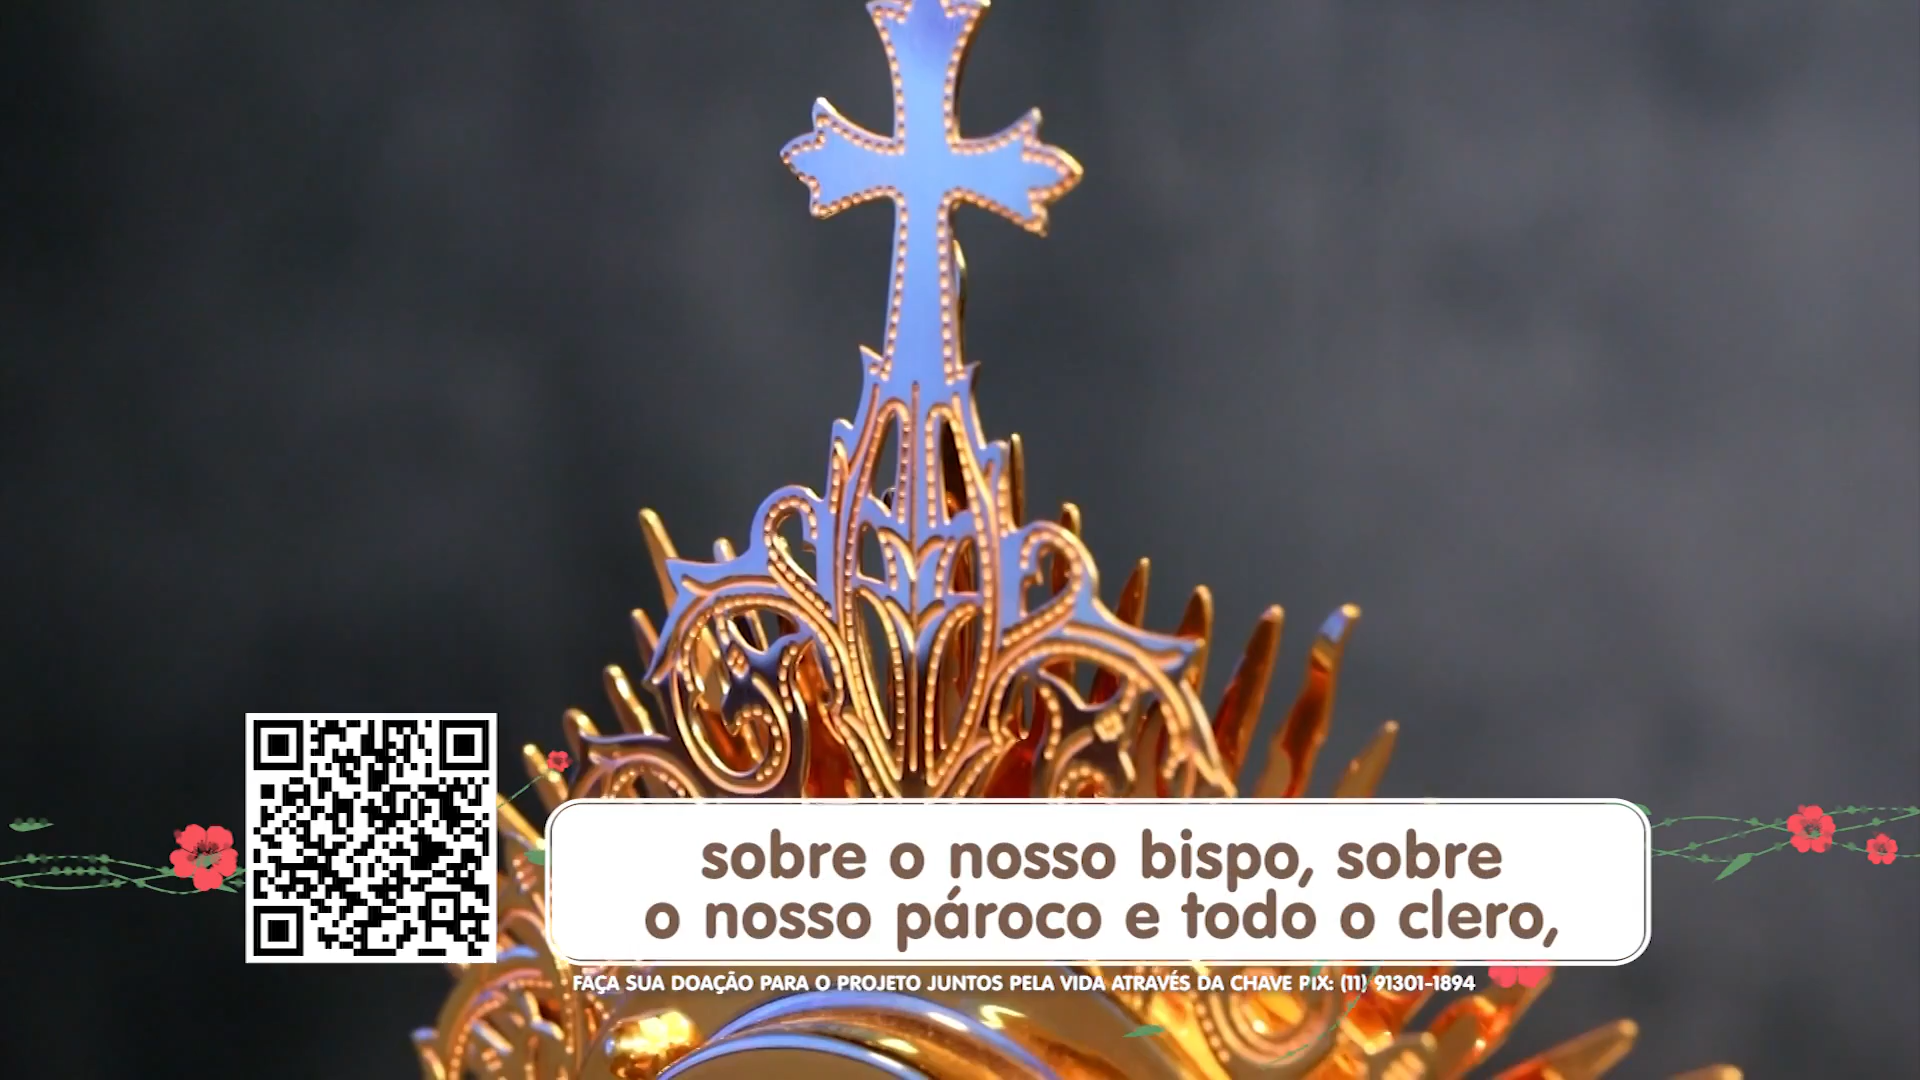 sobre o nosso bispo, sobre
o nosso pároco e todo o clero,
FAÇA SUA DOAÇÃO PARA O PROJETO JUNTOS PELA VIDA ATRAVÉS DA CHAVE PIX: (11) 91301-1894